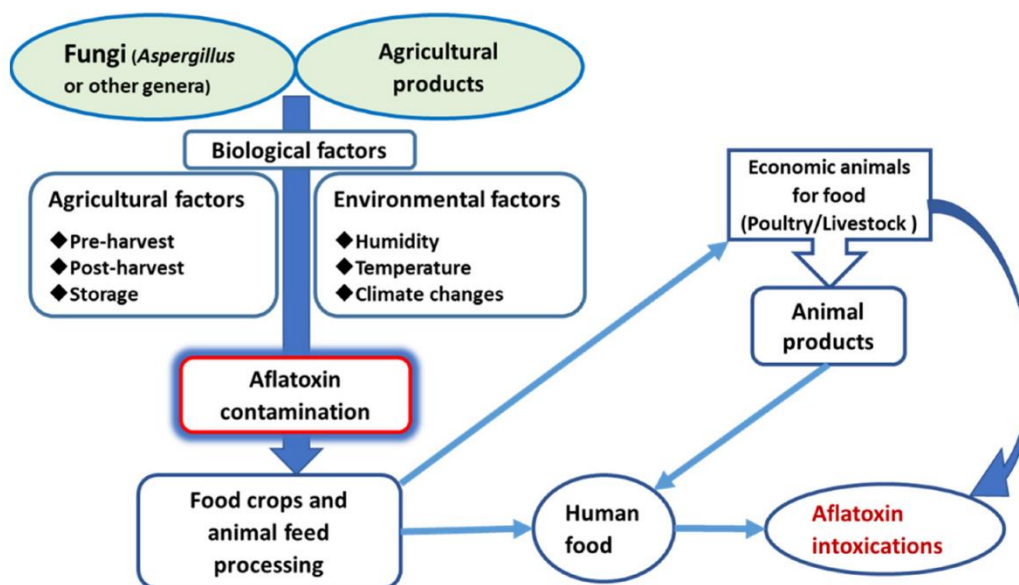 Fungi (Aspergillus
or other genera)
Agricultural
products
Biological factors
Agricultural factors
◆Pre-harvest
◆Post-harvest
◆Storage
Environmental factors
◆Humidity
◆Temperature
◆Climate changes
Economic animals
for food
(Poultry/Livestock )
Animal
products
Aflatoxin
contamination
Food crops and
animal feed
processing
Human
food
Aflatoxin
intoxications